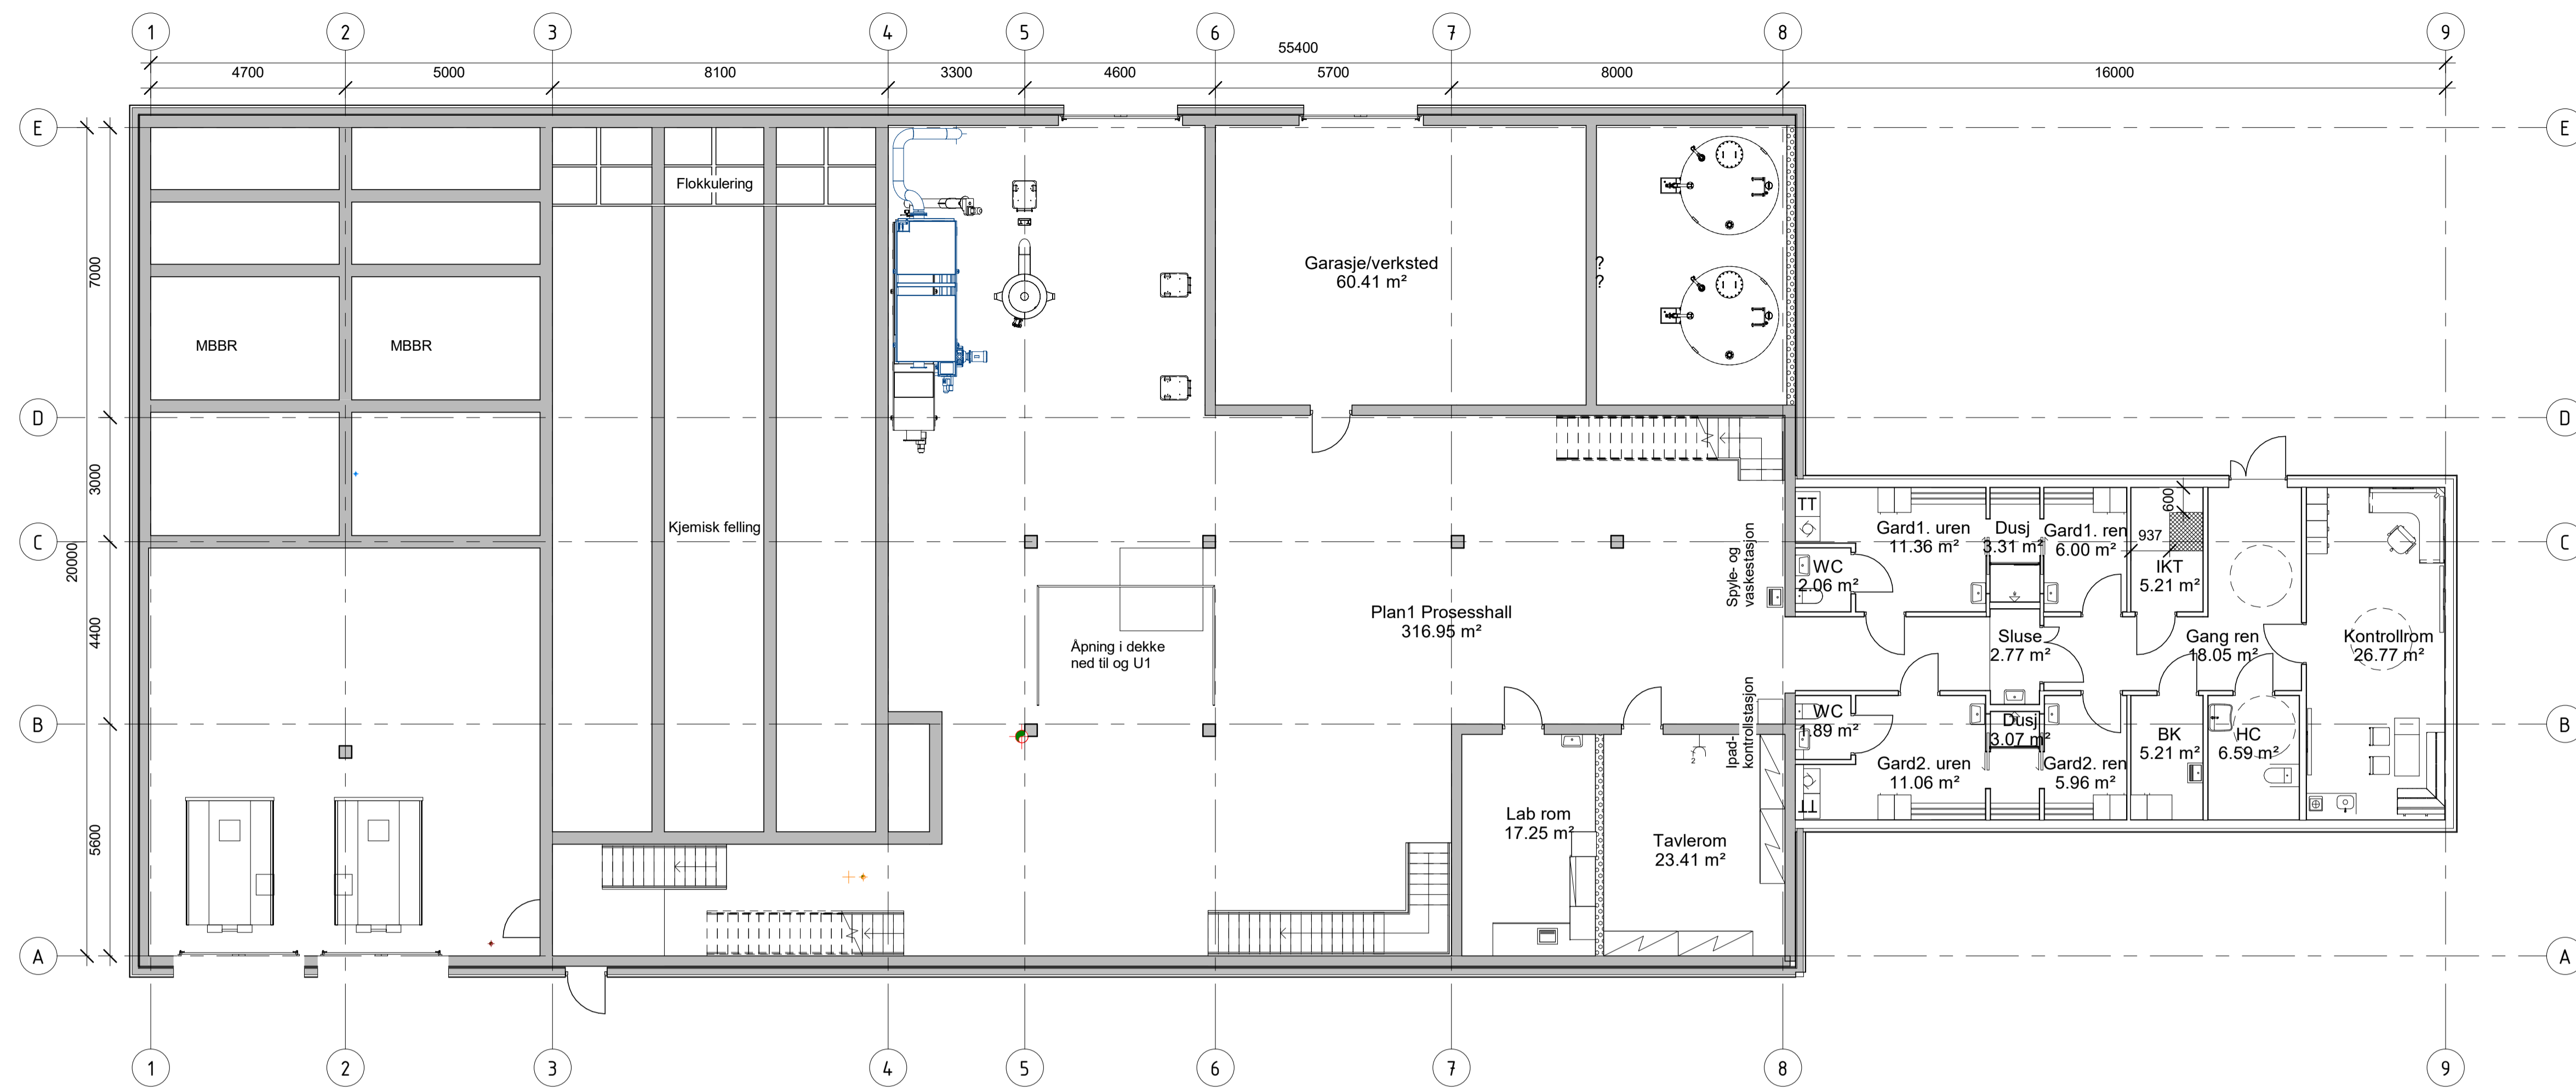 1 2 3 4 5 6 7 8 9
55400
4700 5000 8100 3300 4600 5700 8000 16000
E E
Flokkulering
7000
Garasje/verksted
60.41 m²
?
?
MBBR MBBR
D D
3000
TT
600
Kjemisk felling
Spyle- og
vaskestasjon
Gard1. uren
11.36 m²
Dusj
3.31 m²
Gard1. ren
6.00 m²
937
C C
20000
WC
2.06 m²
IKT
5.21 m²
Plan1 Prosesshall
316.95 m²
4400
Åpning i dekke
ned til og U1
Sluse
2.77 m²
Gang ren
18.05 m²
Kontrollrom
26.77 m²
Ipad-
kontrollstasjon
B B
WC
1.89 m²
Dusj
3.07 m²
BK
5.21 m²
HC
6.59 m²
2
Gard2. uren
11.06 m²
Gard2. ren
5.96 m²
TT
5600
Lab rom
17.25 m²
Tavlerom
23.41 m²
A A
1 2 3 4 5 6 7 8 9